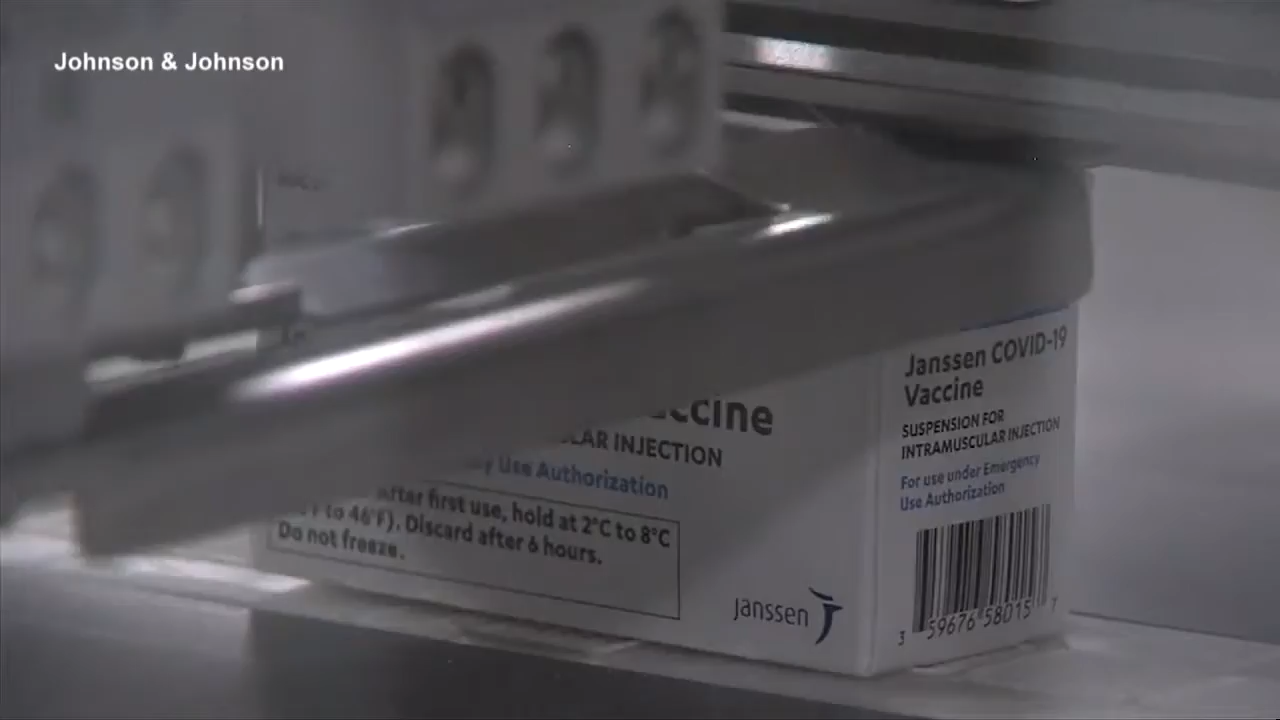 Johnson & Johnson
Janssen COVID-19
Vaccine
SUSPENSION FOR
INTRAMUSCULAR INJECTION
For use under Emergency
Use Authorization
3 59676 58015 7
INJECTION
Use Authorization
After first use, hold at 2°C to 8°C
to 46°F). Discard after 6 hours.
Do not freeze.
janssen